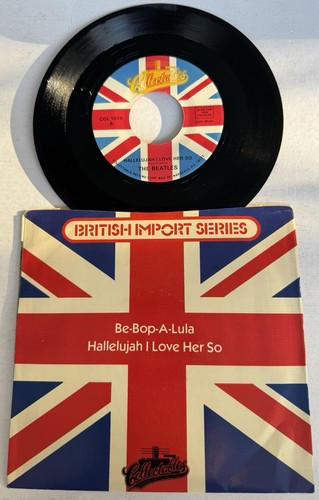 Collectables
COL 1510
HALLELUJAH I LOVE HER SO
THE BEATLES
BRITISH IMPORT SERIES
Be-Bop-A-Lula
Hallelujah I Love Her So
Collectables